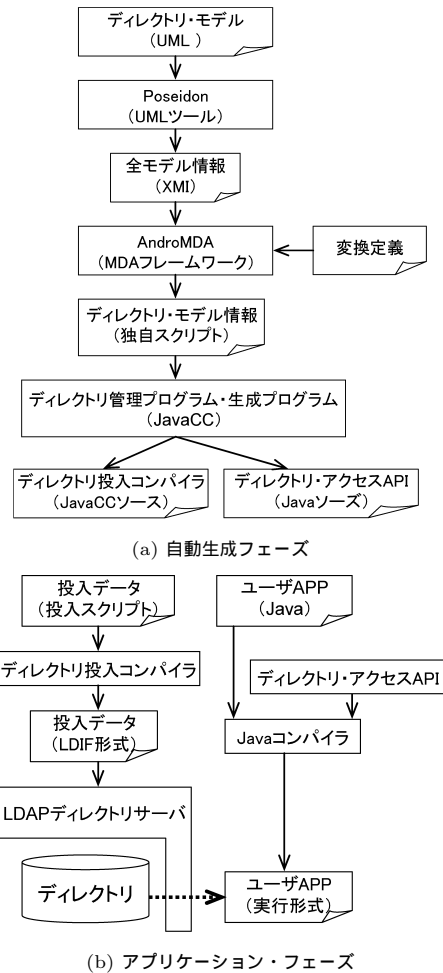 ディレクトリ・モデル
（UML ）
Poseidon
（UMLツール）
全モデル情報
（XMI）
AndroMDA
（MDAフレームワーク）
変換定義
ディレクトリ・モデル情報
（独自スクリプト）
ディレクトリ管理プログラム・生成プログラム
（JavaCC）
ディレクトリ投入コンパイラ
（JavaCCソース）
ディレクトリ・アクセスAPI
（Javaソーズ）
(a) 自動生成フェーズ
投入データ
（投入スクリプト）
ユーザAPP
（Java）
ディレクトリ投入コンパイラ
ディレクトリ・アクセスAPI
投入データ
（LDIF形式）
Javaコンパイラ
LDAPディレクトリサーバ
ディレクトリ
ユーザAPP
（実行形式）
(b) アプリケーション・フェーズ